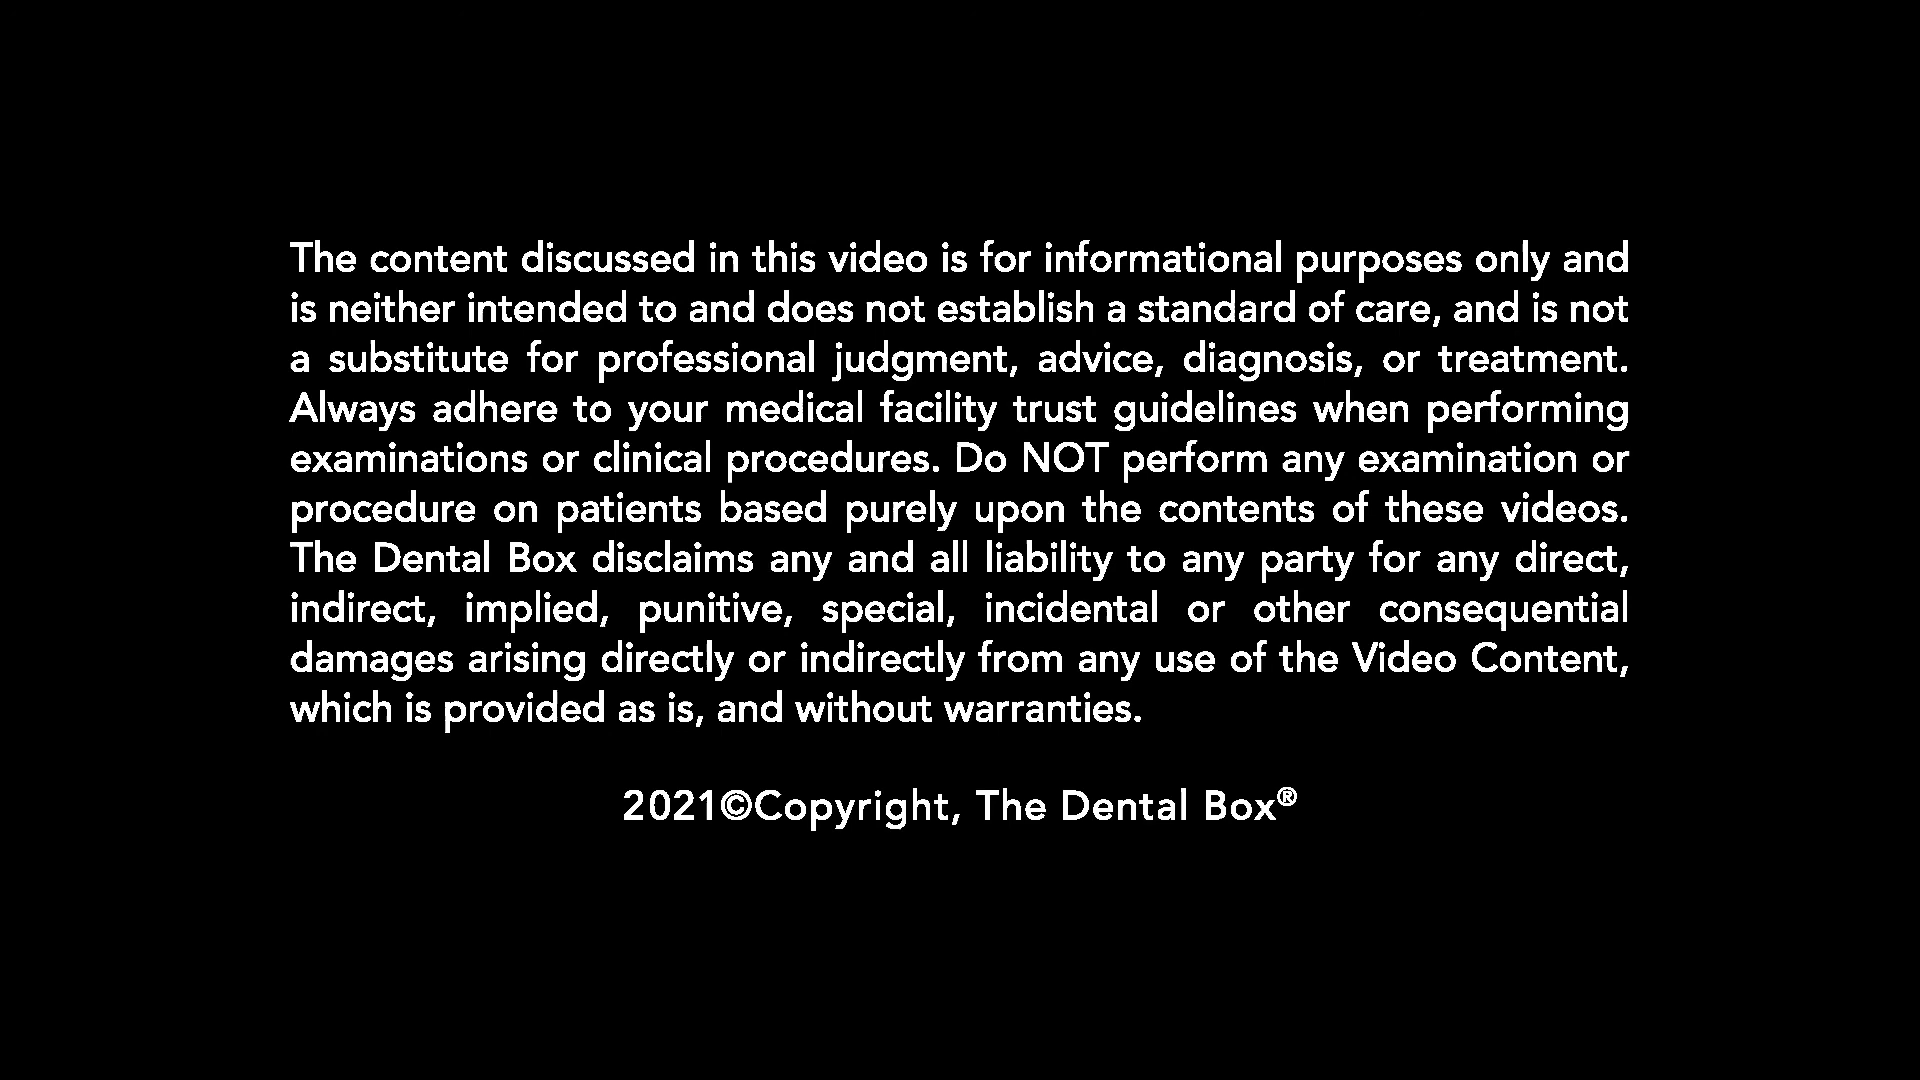 The content discussed in this video is for informational purposes only and
is neither intended to and does not establish a standard of care, and is not
a substitute for professional judgment, advice, diagnosis, or treatment.
Always adhere to your medical facility trust guidelines when performing
examinations or clinical procedures. Do NOT perform any examination or
procedure on patients based purely upon the contents of these videos.
The Dental Box disclaims any and all liability to any party for any direct,
indirect, implied, punitive, special, incidental or other consequential
damages arising directly or indirectly from any use of the Video Content,
which is provided as is, and without warranties.
2021©Copyright, The Dental Box®